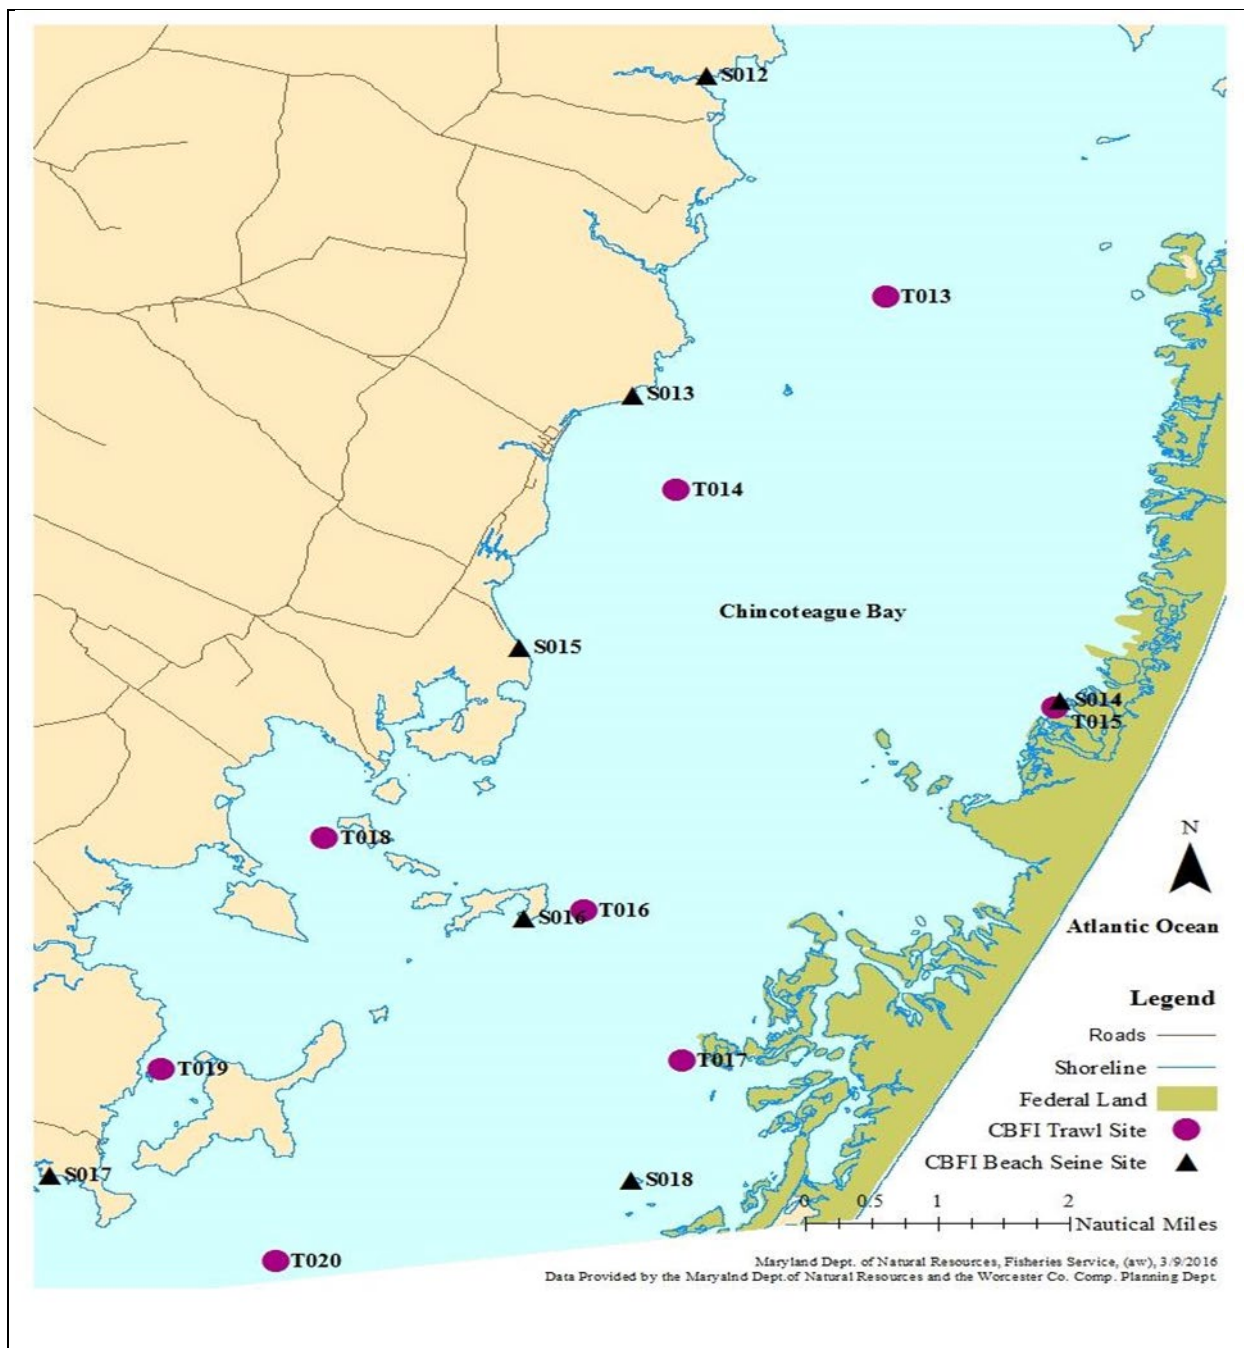 S012
T013
S013
T014
Chincoteague Bay
S015
S014
T015
T018
N
S016
T016
Atlantic Ocean
Legend
Roads
Shoreline
Federal Land
CBFI Trawl Site
CBFI Beach Seine Site
T017
T019
S017
S018
0 0.5 1 2
Nautical Miles
T020
Maryland Dept. of Natural Resources, Fisheries Service, (aw), 3/9/2016
Data Provided by the Maryalnd Dept.of Natural Resources and the Worcester Co. Comp. Planning Dept.